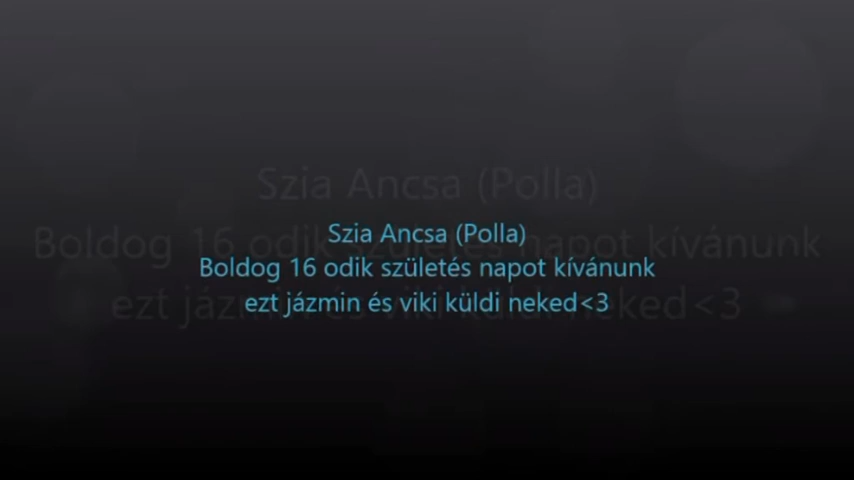 Szia Ancsa (Polla)
Boldog 16 odik születés napot kívánunk
ezt jázmin és viki küldi neked<3